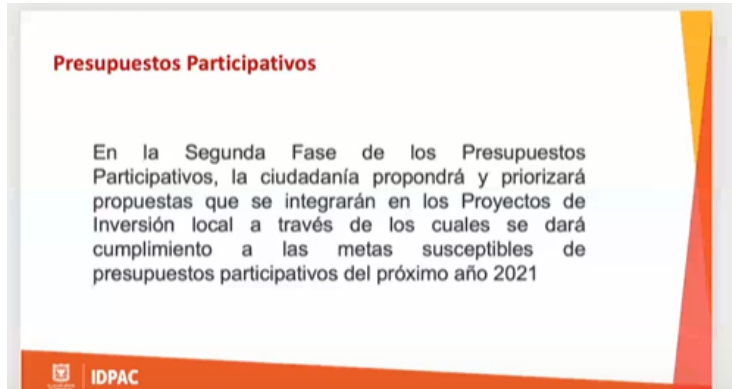 Presupuestos Participativos
En la Segunda Fase de los Presupuestos
Participativos, la ciudadanía propondrá y priorizará
propuestas que se integrarán en los Proyectos de
Inversión local a través de los cuales se dará
cumplimiento a las metas susceptibles de
presupuestos participativos del próximo año 2021
IDPAC